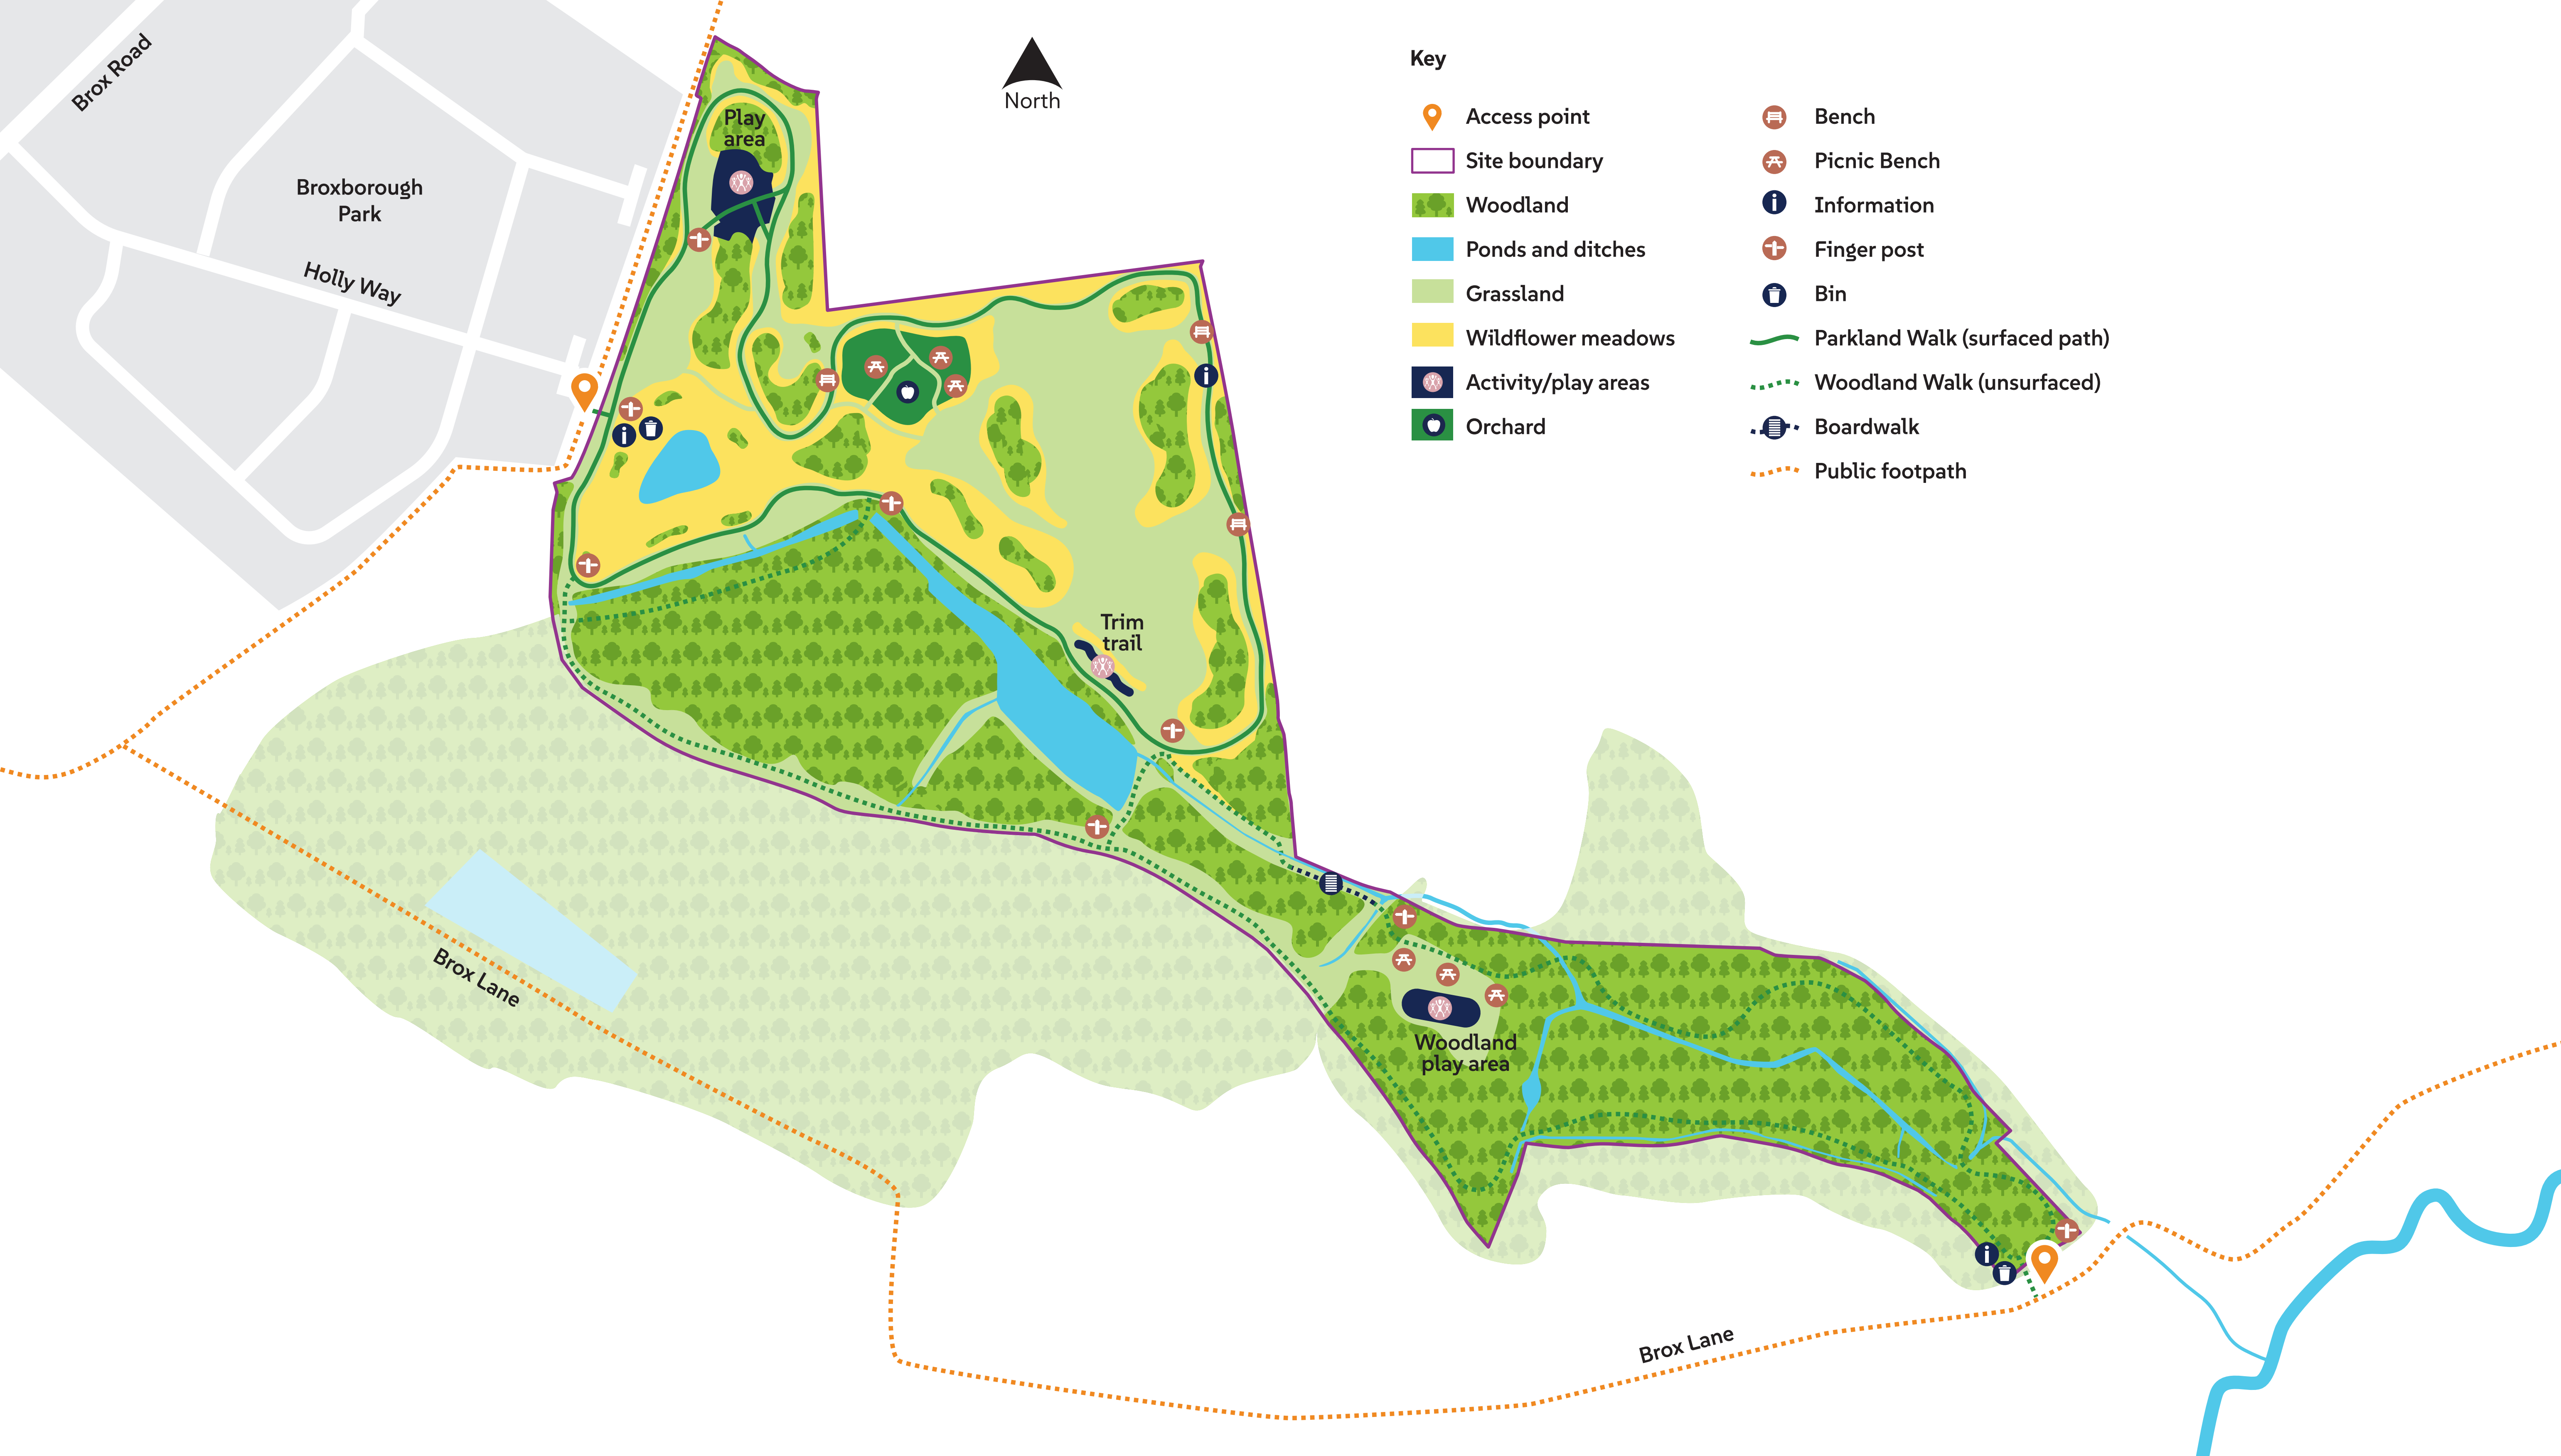 Brox Road
Broxborough
Park
Holly Way
Play
area
North
Trim
trail
Brox Lane
Woodland
play area
Brox Lane
Key
Access point
Site boundary
Woodland
Ponds and ditches
Grassland
Wildflower meadows
Activity/play areas
Orchard
Bench
Picnic Bench
Information
Finger post
Bin
Parkland Walk (surfaced path)
Woodland Walk (unsurfaced)
Boardwalk
Public footpath